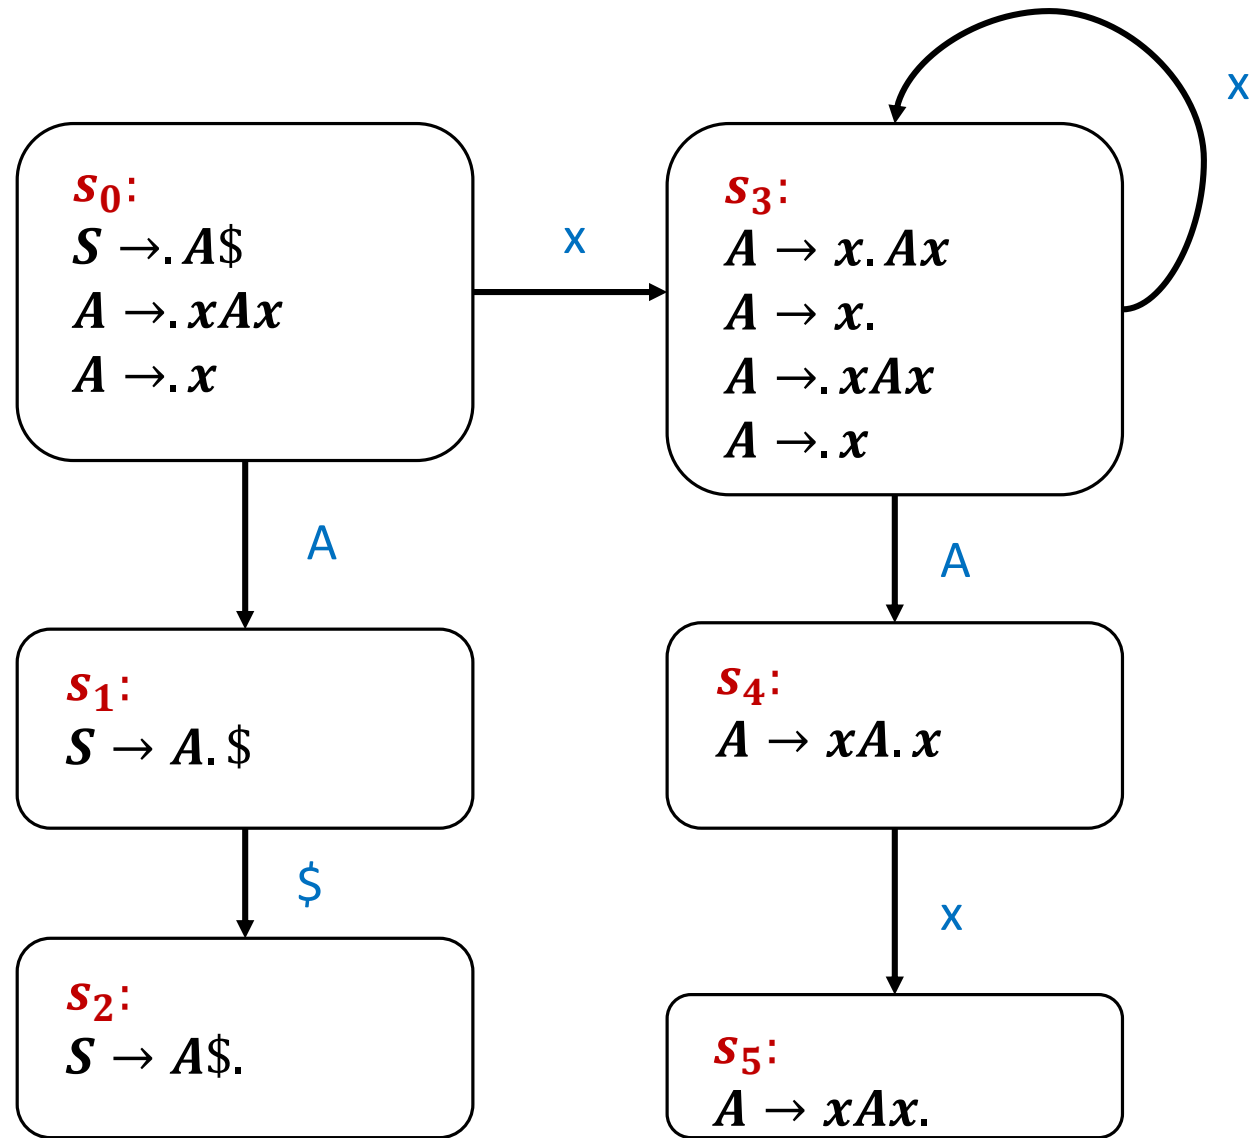 s₀:
S →. A$
A →. xAx
A →. x
x
s₃:
A → x. Ax
A → x.
A →. xAx
A →. x
x
A
A
s₁:
S → A. $
s₄:
A → xA. x
$
x
s₂:
S → A$.
s₅:
A → xAx.